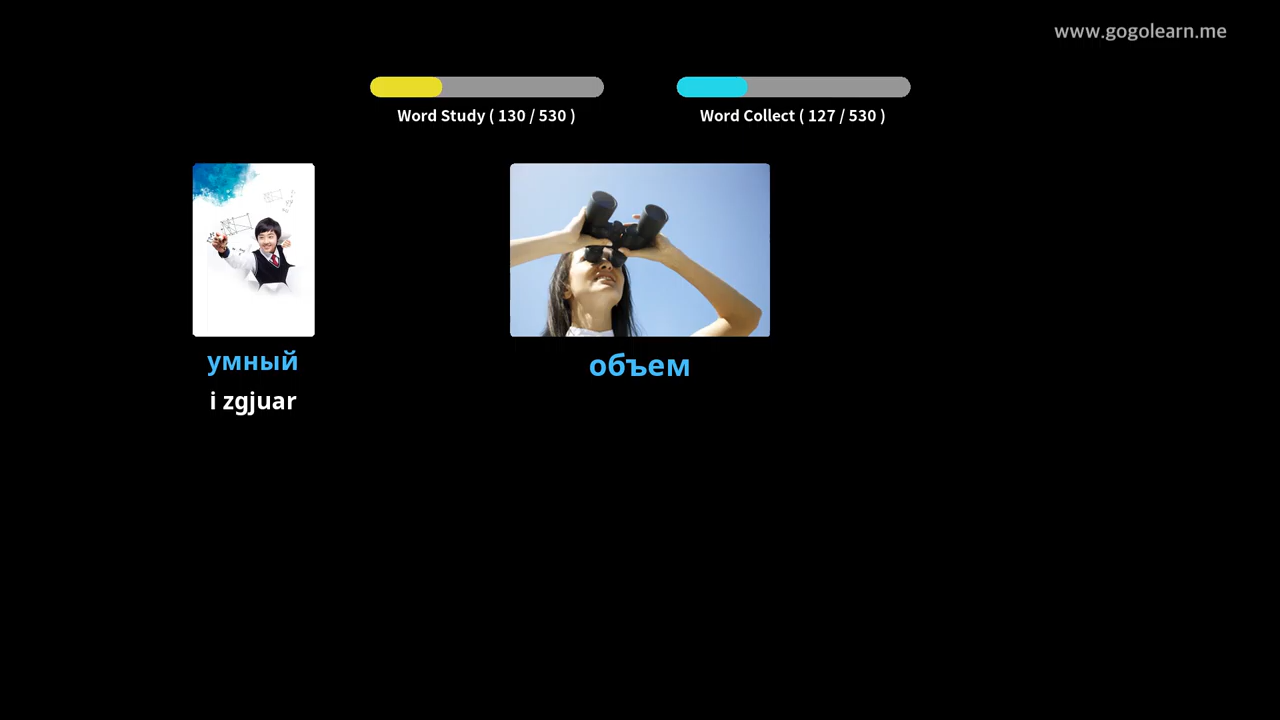 www.gogolearn.me
Word Study ( 130 / 530 )
Word Collect ( 127 / 530 )
умный
i zgjuar
объем